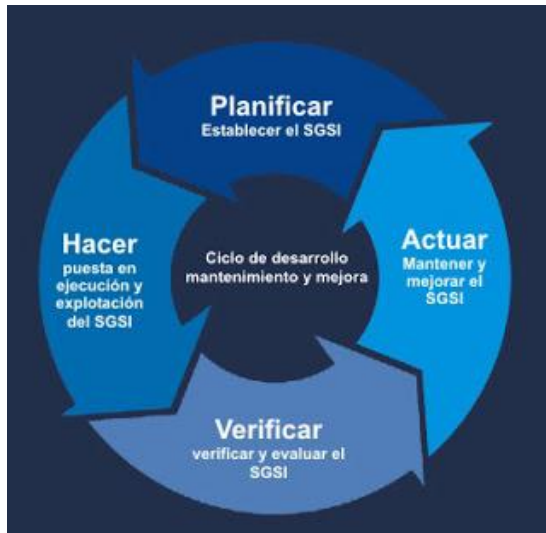 Planificar
Establecer el SGSI
Hacer
puesta en
ejecución y
explotación
del SGSI
Ciclo de desarrollo
mantenimiento y mejora
Actuar
Mantener y
mejorar el
SGSI
Verificar
verificar y evaluar el
SGSI